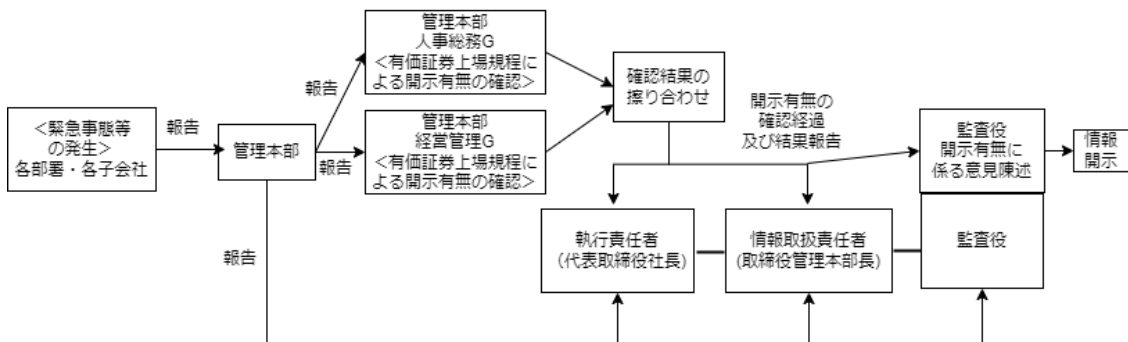 ＜緊急事態等
の発生＞
各部署・各子会社
報告
管理本部
報告
報告
管理本部
人事総務G
＜有価証券上場規程に
よる開示有無の確認＞
管理本部
経営管理G
＜有価証券上場規程に
よる開示有無の確認＞
確認結果の
擦り合わせ
開示有無の
確認経過
及び結果報告
監査役
開示有無に
係る意見陳述
情報
開示
報告
執行責任者
（代表取締役社長)
情報取扱責任者
(取締役管理本部長)
監査役